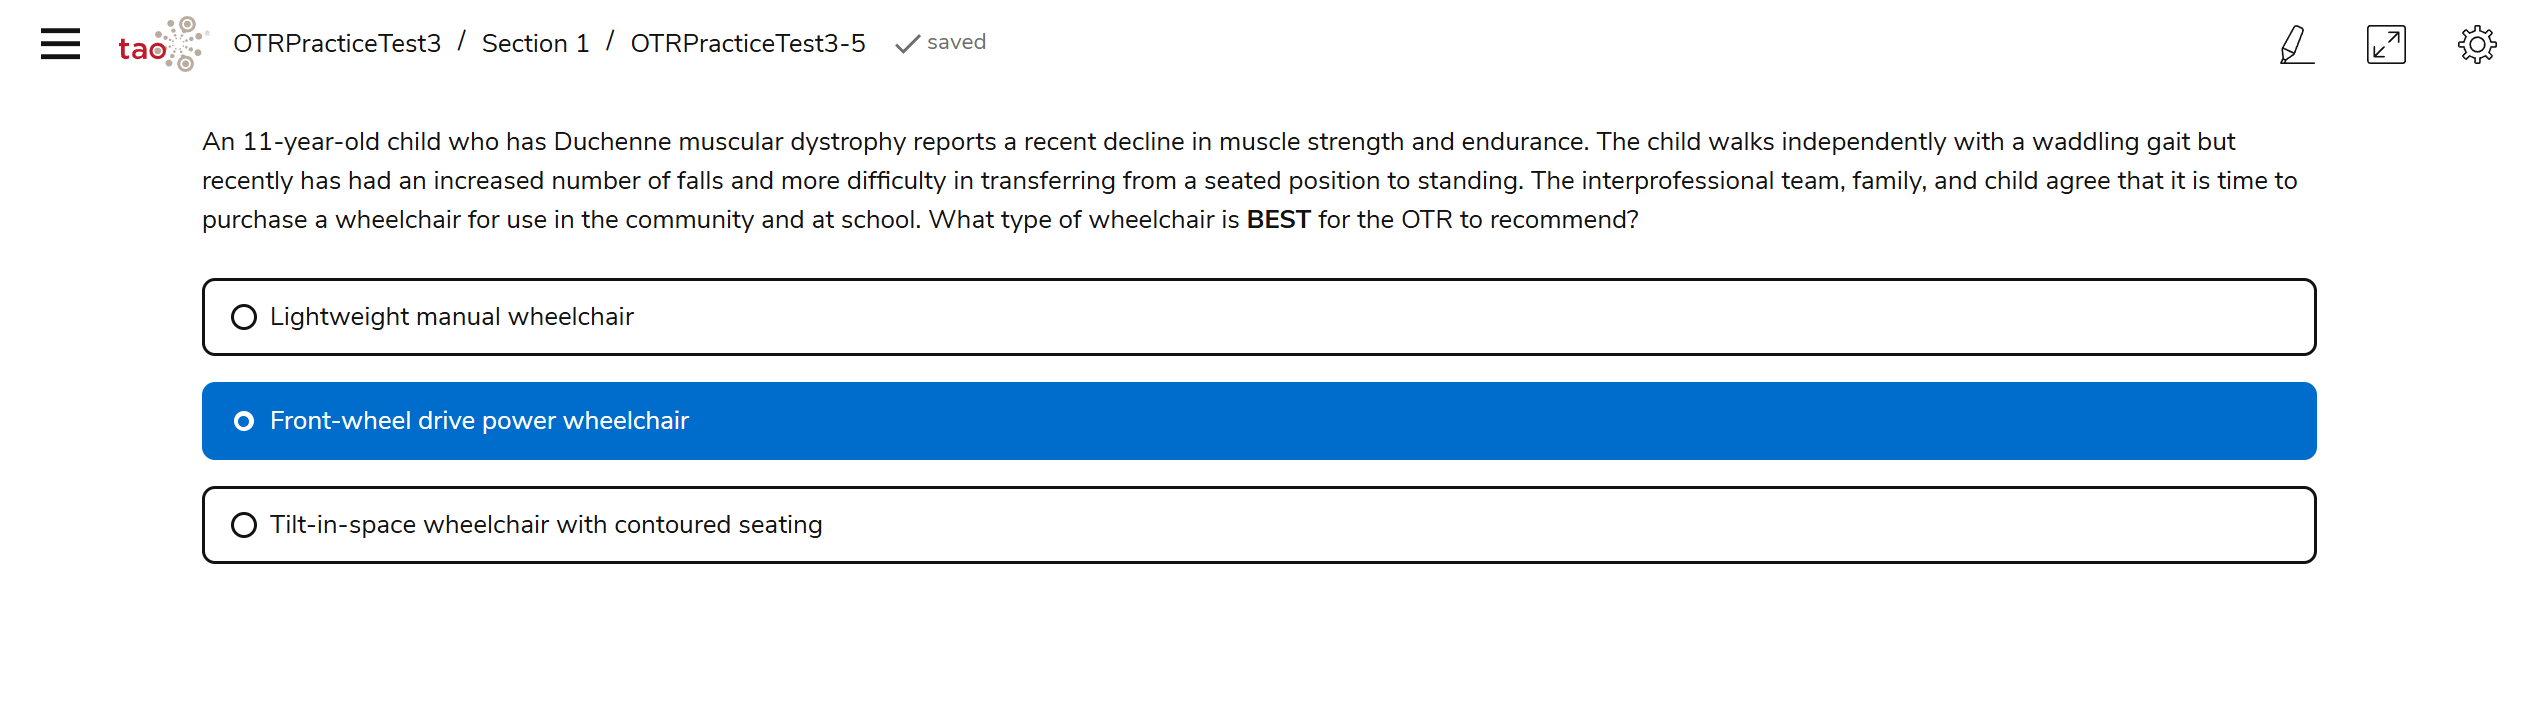 tao OTRPracticeTest3 / Section 1 / OTRPracticeTest3-5 saved
An 11-year-old child who has Duchenne muscular dystrophy reports a recent decline in muscle strength and endurance. The child walks independently with a waddling gait but
recently has had an increased number of falls and more difficulty in transferring from a seated position to standing. The interprofessional team, family, and child agree that it is time to
purchase a wheelchair for use in the community and at school. What type of wheelchair is BEST for the OTR to recommend?
Lightweight manual wheelchair
Front-wheel drive power wheelchair
Tilt-in-space wheelchair with contoured seating